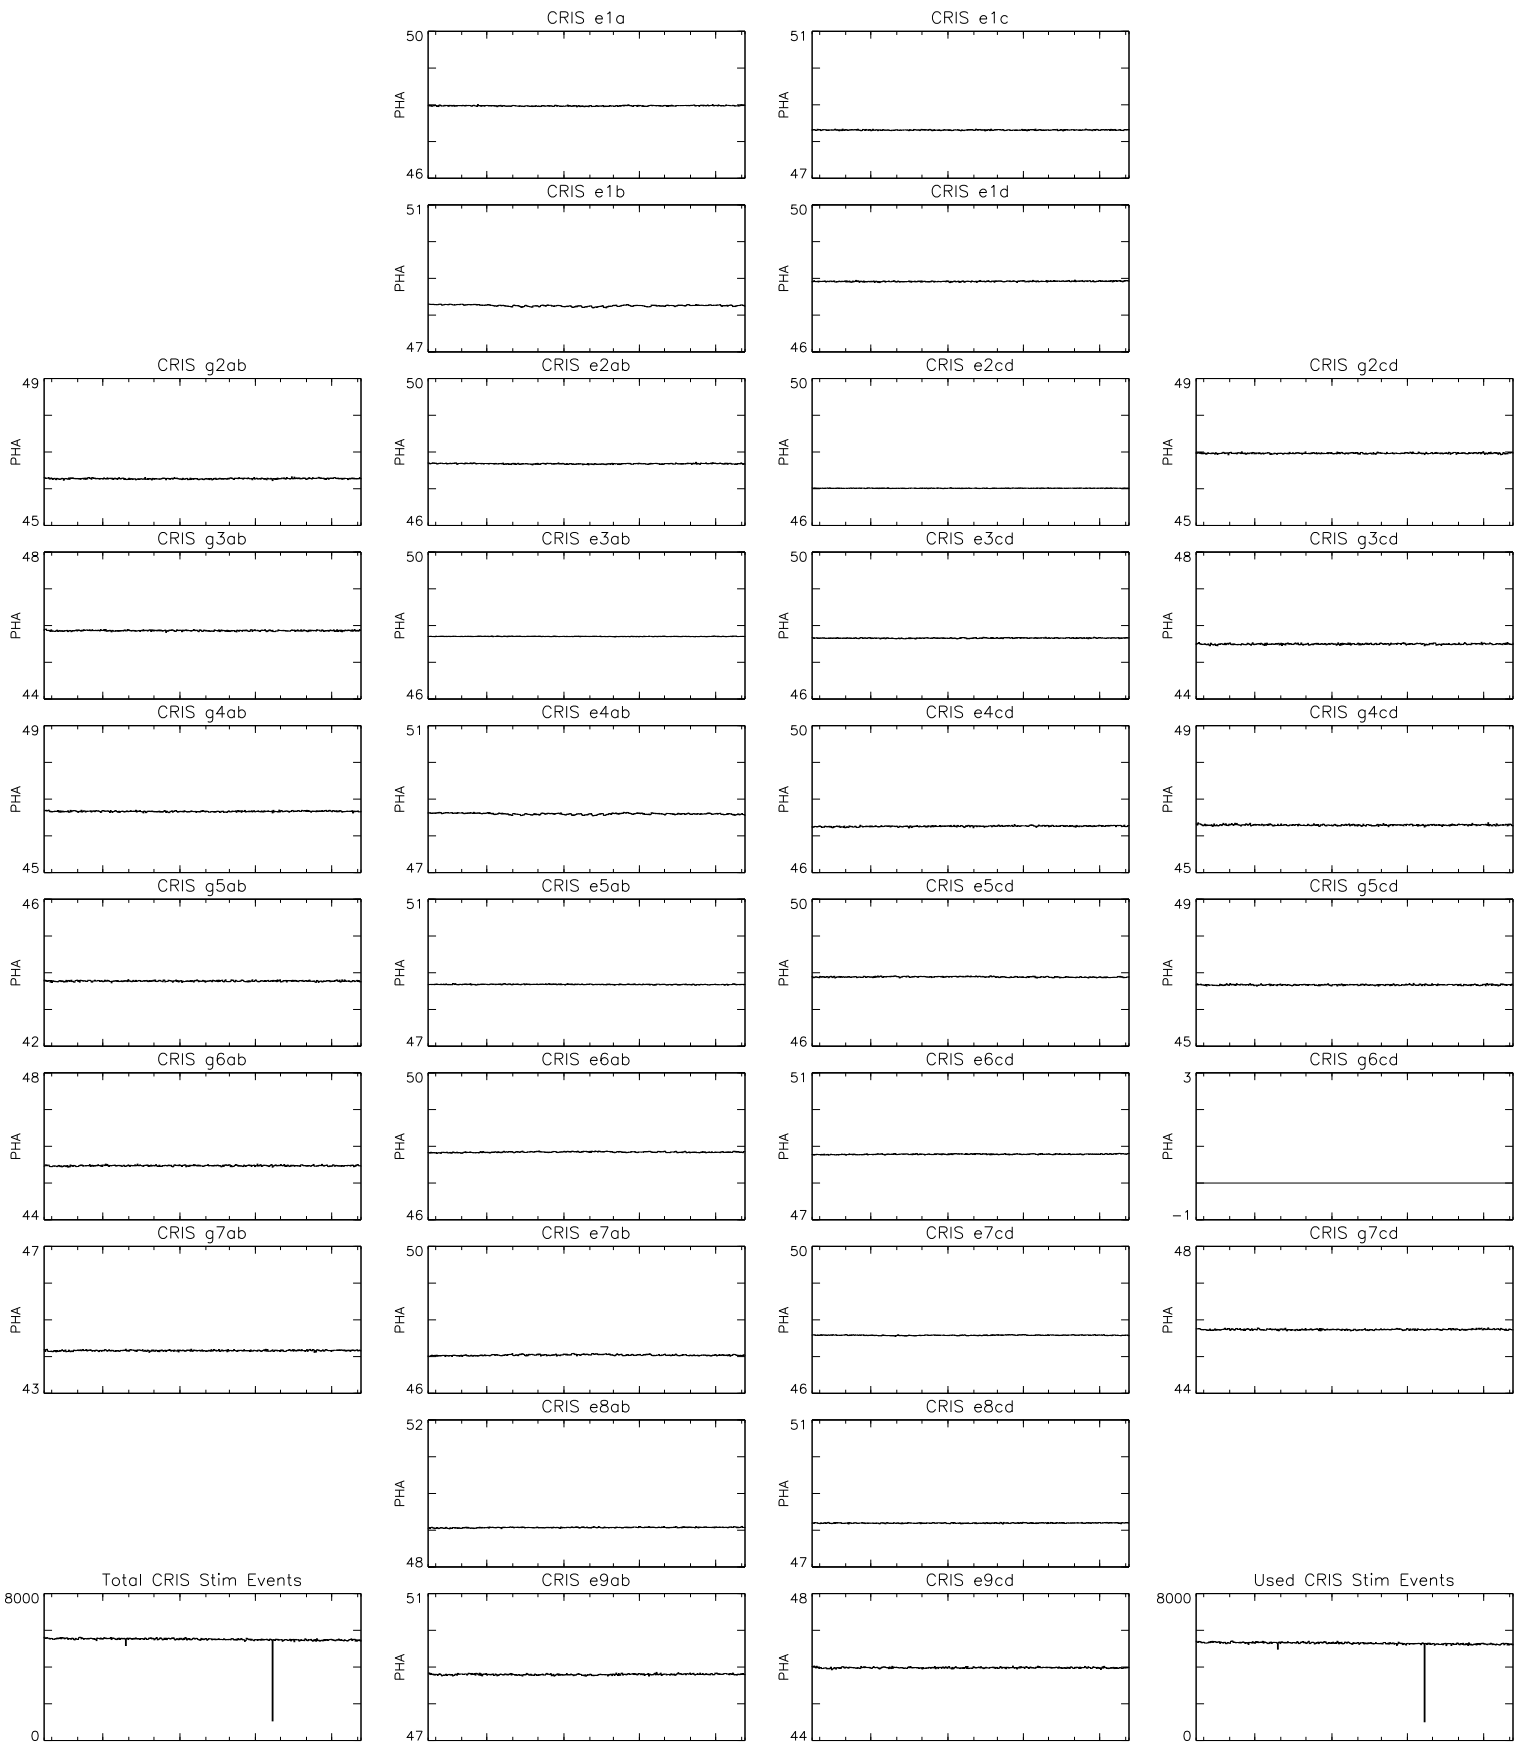 CRIS e1a
50
PHA
46
CRIS e1c
51
PHA
47
CRIS e1b
51
PHA
47
CRIS e1d
50
PHA
46
CRIS g2ab
49
PHA
45
CRIS e2ab
50
PHA
46
CRIS e2cd
50
PHA
46
CRIS g2cd
49
PHA
45
CRIS g3ab
48
PHA
44
CRIS e3ab
50
PHA
46
CRIS e3cd
50
PHA
46
CRIS g3cd
48
PHA
44
CRIS g4ab
49
PHA
45
CRIS e4ab
51
PHA
47
CRIS e4cd
50
PHA
46
CRIS g4cd
49
PHA
45
CRIS g5ab
46
PHA
42
CRIS e5ab
51
PHA
47
CRIS e5cd
50
PHA
46
CRIS g5cd
49
PHA
45
CRIS g6ab
48
PHA
44
CRIS e6ab
50
PHA
46
CRIS e6cd
51
PHA
47
CRIS g6cd
3
PHA
-1
CRIS g7ab
47
PHA
43
CRIS e7ab
50
PHA
46
CRIS e7cd
50
PHA
46
CRIS g7cd
48
PHA
44
CRIS e8ab
52
PHA
48
CRIS e8cd
51
PHA
47
Total CRIS Stim Events
8000
0
CRIS e9ab
51
PHA
47
CRIS e9cd
48
PHA
44
Used CRIS Stim Events
8000
0